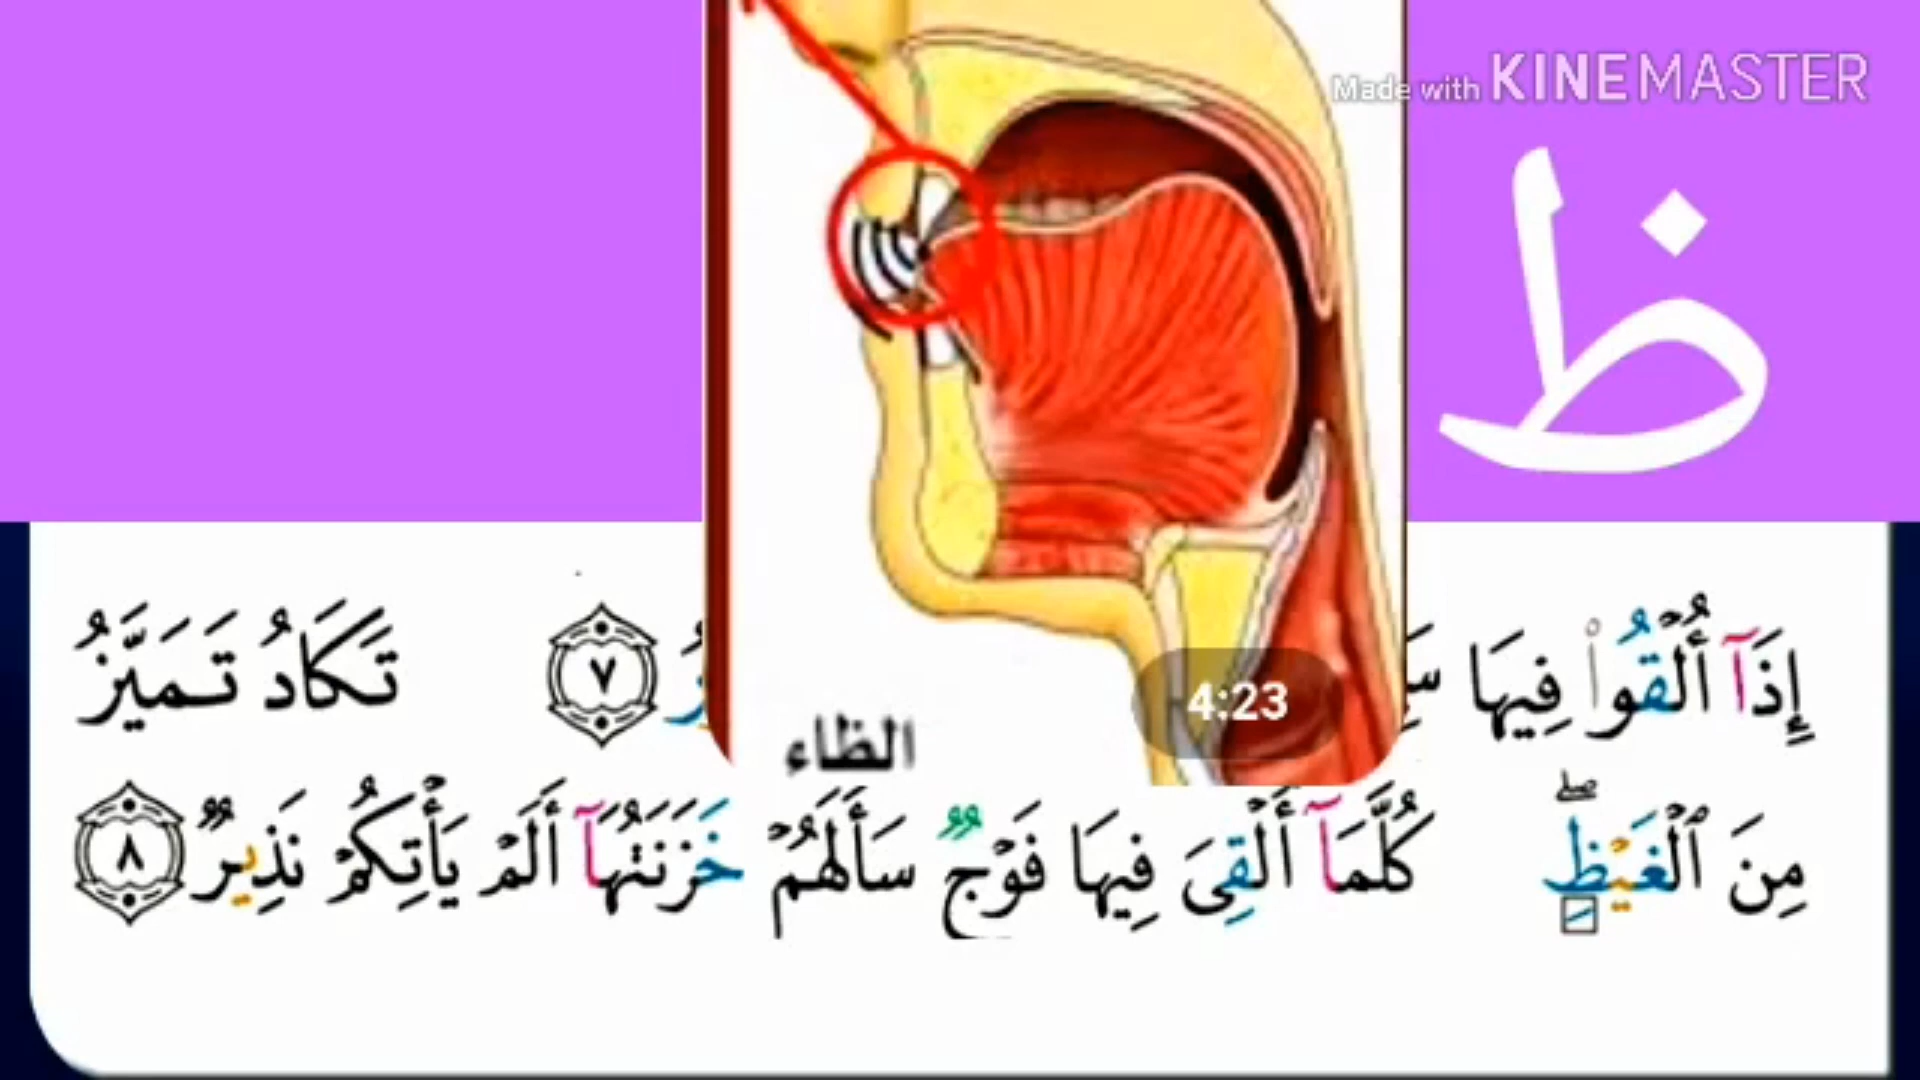 Made with KINEMASTER
ظ
4:23
الظاء
إِذَآ أُلْقُوا۟ فِيهَا
٧ تَكَادُ تَمَيَّزُ
مِنَ ٱلْغَيْظِ ۖ كُلَّمَآ أُلْقِىَ فِيهَا فَوْجٌ سَأَلَهُمْ خَزَنَتُهَآ أَلَمْ يَأْتِكُمْ نَذِيرٌ ٨